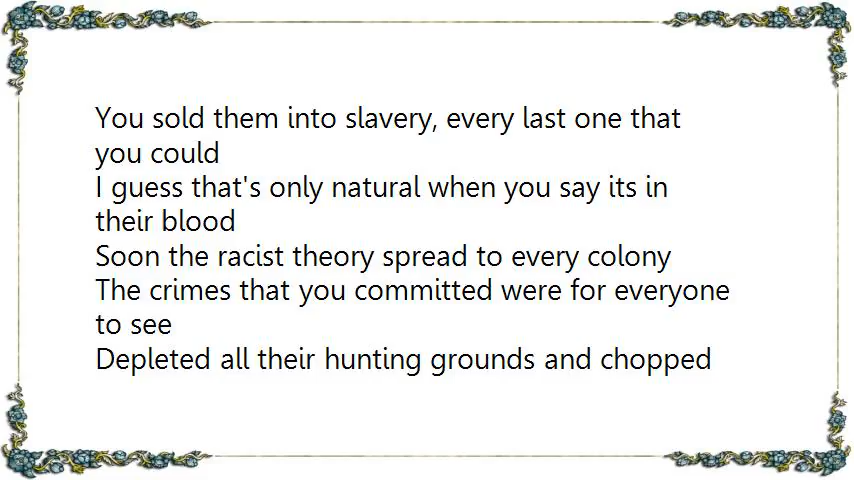 You sold them into slavery, every last one that
you could
I guess that's only natural when you say its in
their blood
Soon the racist theory spread to every colony
The crimes that you committed were for everyone
to see
Depleted all their hunting grounds and chopped